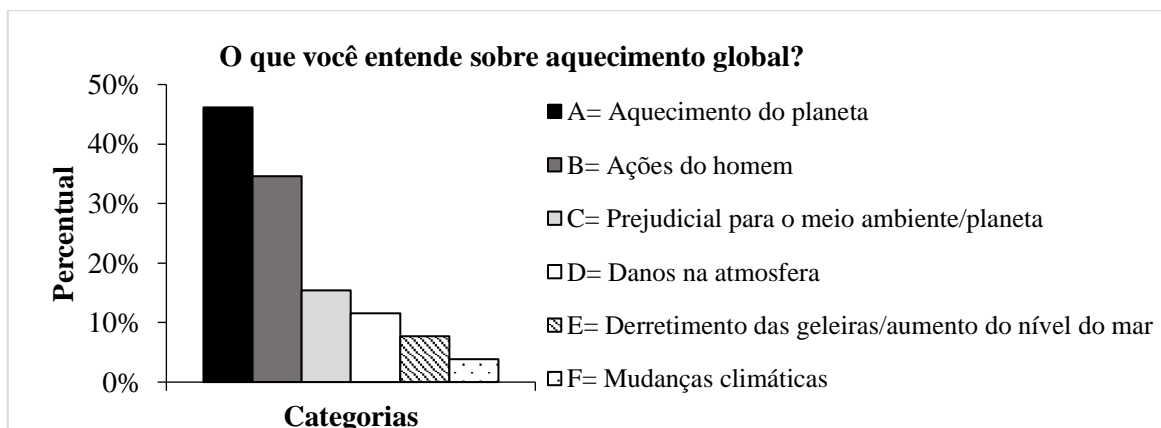 O que você entende sobre aquecimento global?
50%
40%
30%
20%
10%
0%
Percentual
Categorias
A= Aquecimento do planeta
B= Ações do homem
C= Prejudicial para o meio ambiente/planeta
D= Danos na atmosfera
E= Derretimento das geleiras/aumento do nível do mar
F= Mudanças climáticas